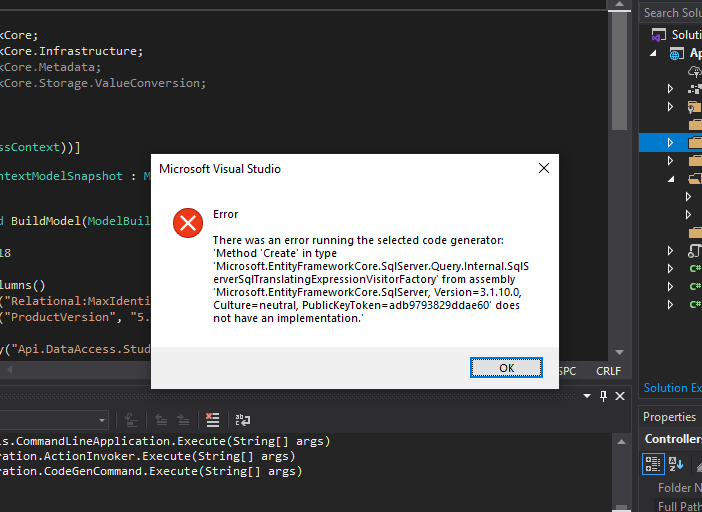 Search Solu
kCore;
kCore.Infrastructure;
kCore.Metadata;
kCore.Storage.ValueConversion;
ssContext))]
ntextModelSnapshot : M
d BuildModel(ModelBuil
18
lumns()
("Relational:MaxIdenti
("ProductVersion", "5.
y("Api.DataAccess.Stud
Microsoft Visual Studio
Error
There was an error running the selected code generator:
'Method 'Create' in type
'Microsoft.EntityFrameworkCore.SqlServer.Query.Internal.SqlS
erverSqlTranslatingExpressionVisitorFactory' from assembly
'Microsoft.EntityFrameworkCore.SqlServer, Version=3.1.10.0,
Culture=neutral, PublicKeyToken=adb9793829ddae60' does
not have an implementation.'
OK
SPC CRLF
s.CommandLineApplication.Execute(String[] args)
ration.ActionInvoker.Execute(String[] args)
ration.CodeGenCommand.Execute(String[] args)
Soluti
Ap
C#
C#
C#
Solution Ex
Properties
Controllers
Folder N
Full Path